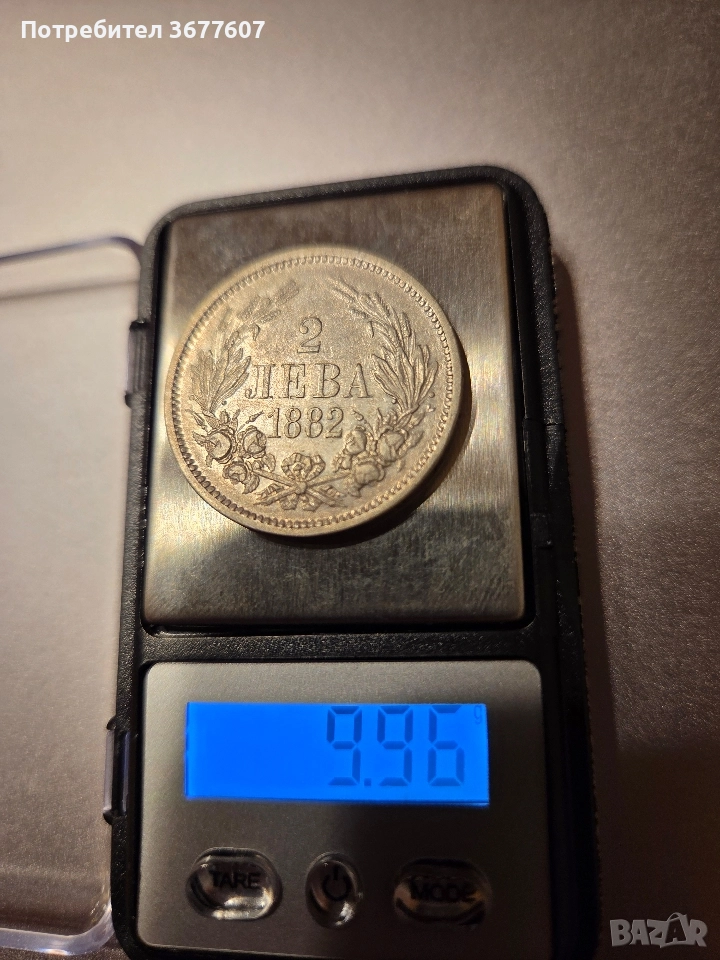 Потребител 3677607
2
ЛЕВА
1882
9.96 g
TARE
MODE
BAZAR